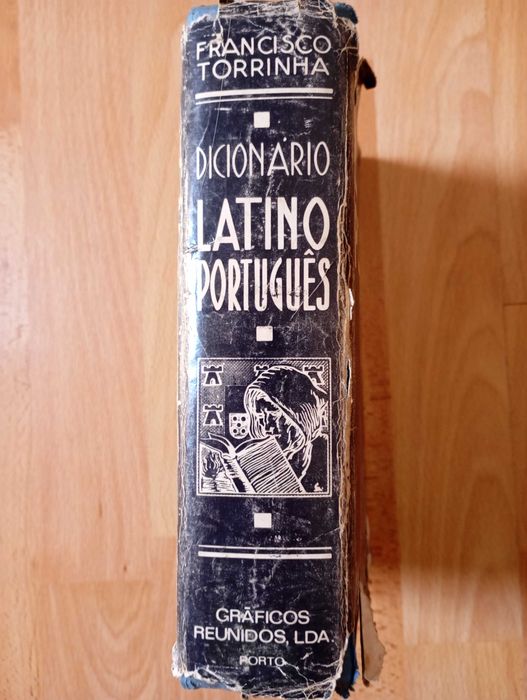 FRANCISCO
TORRINHA
DICIONÁRIO
LATINO
PORTUGUÊS
GRÁFICOS
REUNIDOS, LDA.
PORTO